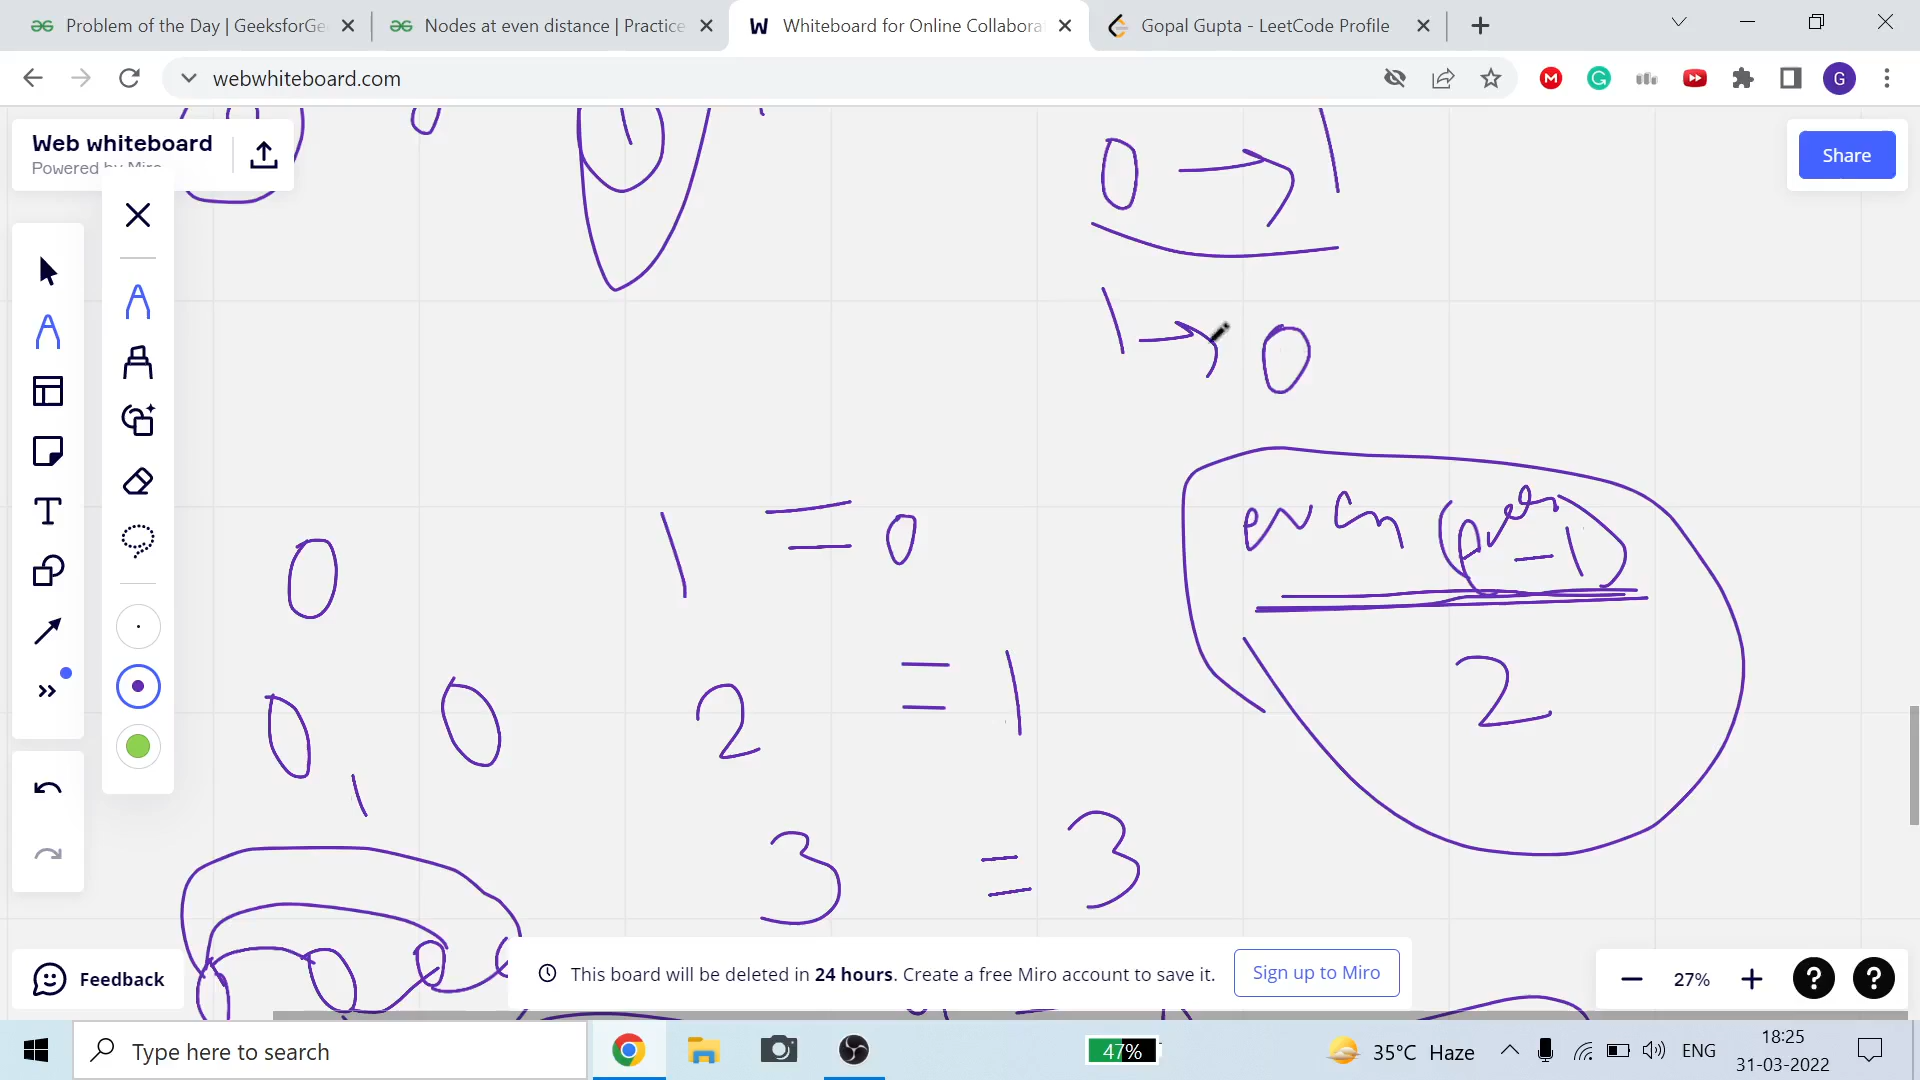 Problem of the Day | GeeksforGe
Nodes at even distance | Practice
Whiteboard for Online Collabora
Gopal Gupta - LeetCode Profile
webwhiteboard.com
M
G
G
Web whiteboard
Powered by Miro
Share
0 → 1
1 → 0
even (even - 1)
2
0 1 = 0
0, 0 2 = 1
3 = 3
Feedback
This board will be deleted in 24 hours. Create a free Miro account to save it.
Sign up to Miro
27%
? ?
Type here to search
47%
35°C Haze
ENG
18:25
31-03-2022